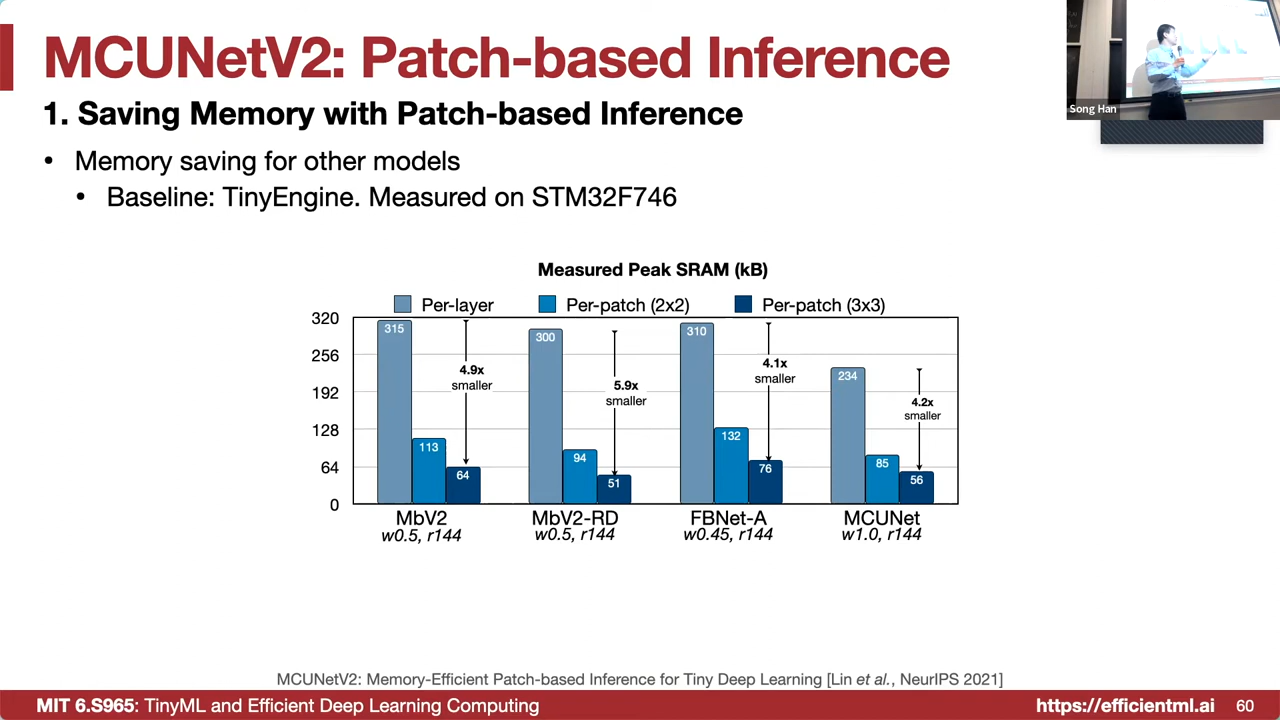 MCUNetV2: Patch-based Inference
Song Han
1. Saving Memory with Patch-based Inference
• Memory saving for other models
• Baseline: TinyEngine. Measured on STM32F746
Measured Peak SRAM (kB)
Per-layer Per-patch (2x2) Per-patch (3x3)
320
256
192
128
64
0
315
113
64
4.9x
smaller
300
94
51
5.9x
smaller
310
132
76
4.1x
smaller
234
85
56
4.2x
smaller
MbV2
w0.5, r144
MbV2-RD
w0.5, r144
FBNet-A
w0.45, r144
MCUNet
w1.0, r144
MCUNetV2: Memory-Efficient Patch-based Inference for Tiny Deep Learning [Lin et al., NeurIPS 2021]
MIT 6.S965: TinyML and Efficient Deep Learning Computing
https://efficientml.ai 60